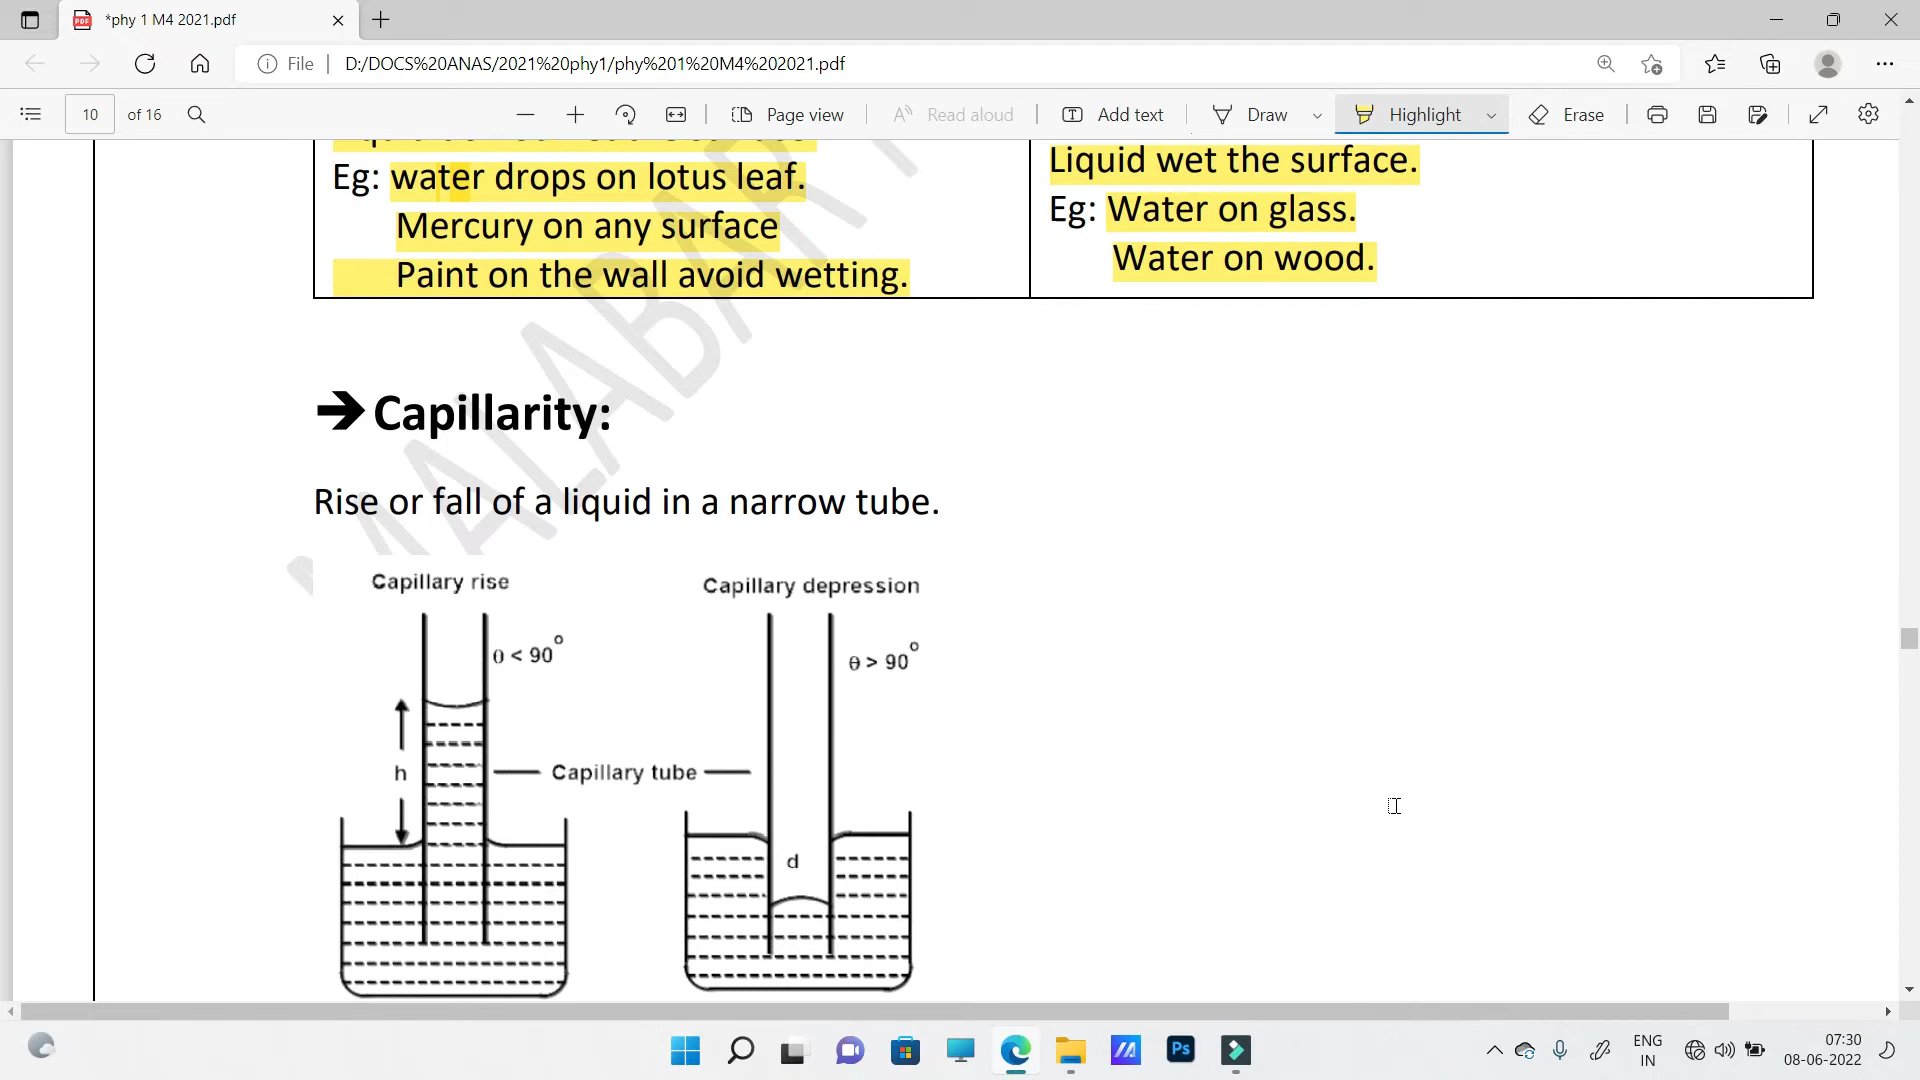 *phy 1 M4 2021.pdf
File
D:/DOCS%20ANAS/2021%20phy1/phy%201%20M4%202021.pdf
10 of 16
Page view
Read aloud
Add text
Draw
Highlight
Erase
Eg: water drops on lotus leaf.
Mercury on any surface
Paint on the wall avoid wetting.
Liquid wet the surface.
Eg: Water on glass.
Water on wood.
➔ Capillarity:
Rise or fall of a liquid in a narrow tube.
Capillary rise
Capillary depression
θ < 90°
θ > 90°
h
Capillary tube
d
MALABAR
Ps
ENG
IN
07:30
08-06-2022